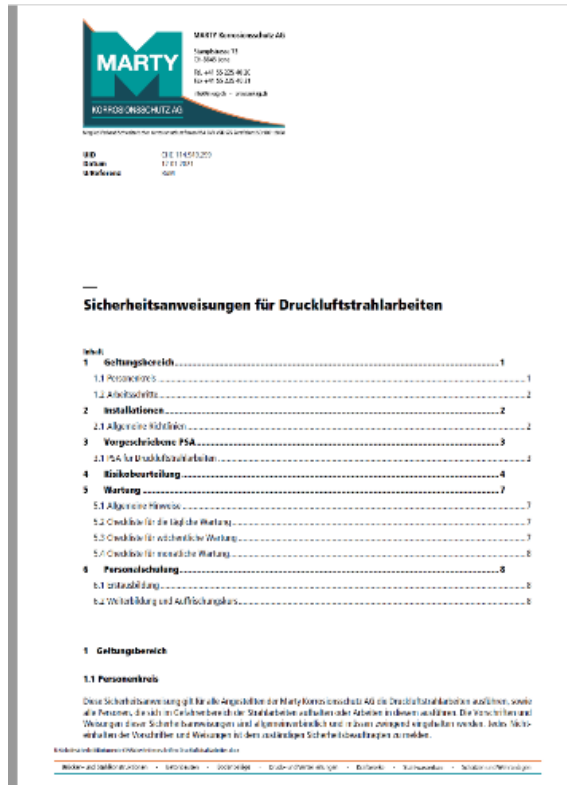 MARTY Korrosionsschutz AG
MARTY
KORROSIONSSCHUTZ AG
UID
Datum
U/Referenz
Sicherheitsanweisungen für Druckluftstrahlarbeiten
Inhalt
1 Geltungsbereich 1
1.1 Personenkreis 1
1.2 Arbeitsschritte 2
2 Installationen 2
2.1 Allgemeine Richtlinien 2
3 Vorgeschriebene PSA 3
3.1 PSA für Druckluftstrahlarbeiten 3
4 Risikobeurteilung 4
5 Wartung 7
5.1 Allgemeine Hinweise 7
5.2 Checkliste für die tägliche Wartung 7
5.3 Checkliste für wöchentliche Wartung 7
5.4 Checkliste für monatliche Wartung 8
6 Personalschulung 8
6.1 Erstausbildung 8
6.2 Weiterbildung und Auffrischungskurs 8
1 Geltungsbereich
1.1 Personenkreis
Diese Sicherheitsanweisung gilt für alle Angestellten der Marty Korrosionsschutz AG die Druckluftstrahlarbeiten ausführen, sowie
alle Personen, die sich im Gefahrenbereich der Strahlarbeiten aufhalten oder Arbeiten in diesem ausführen. Die Vorschriften und
Weisungen dieser Sicherheitsanweisungen sind allgemeinverbindlich und müssen zwingend eingehalten werden. Jedes Nicht-
einhalten der Vorschriften und Weisungen ist dem zuständigen Sicherheitsbeauftragten zu melden.